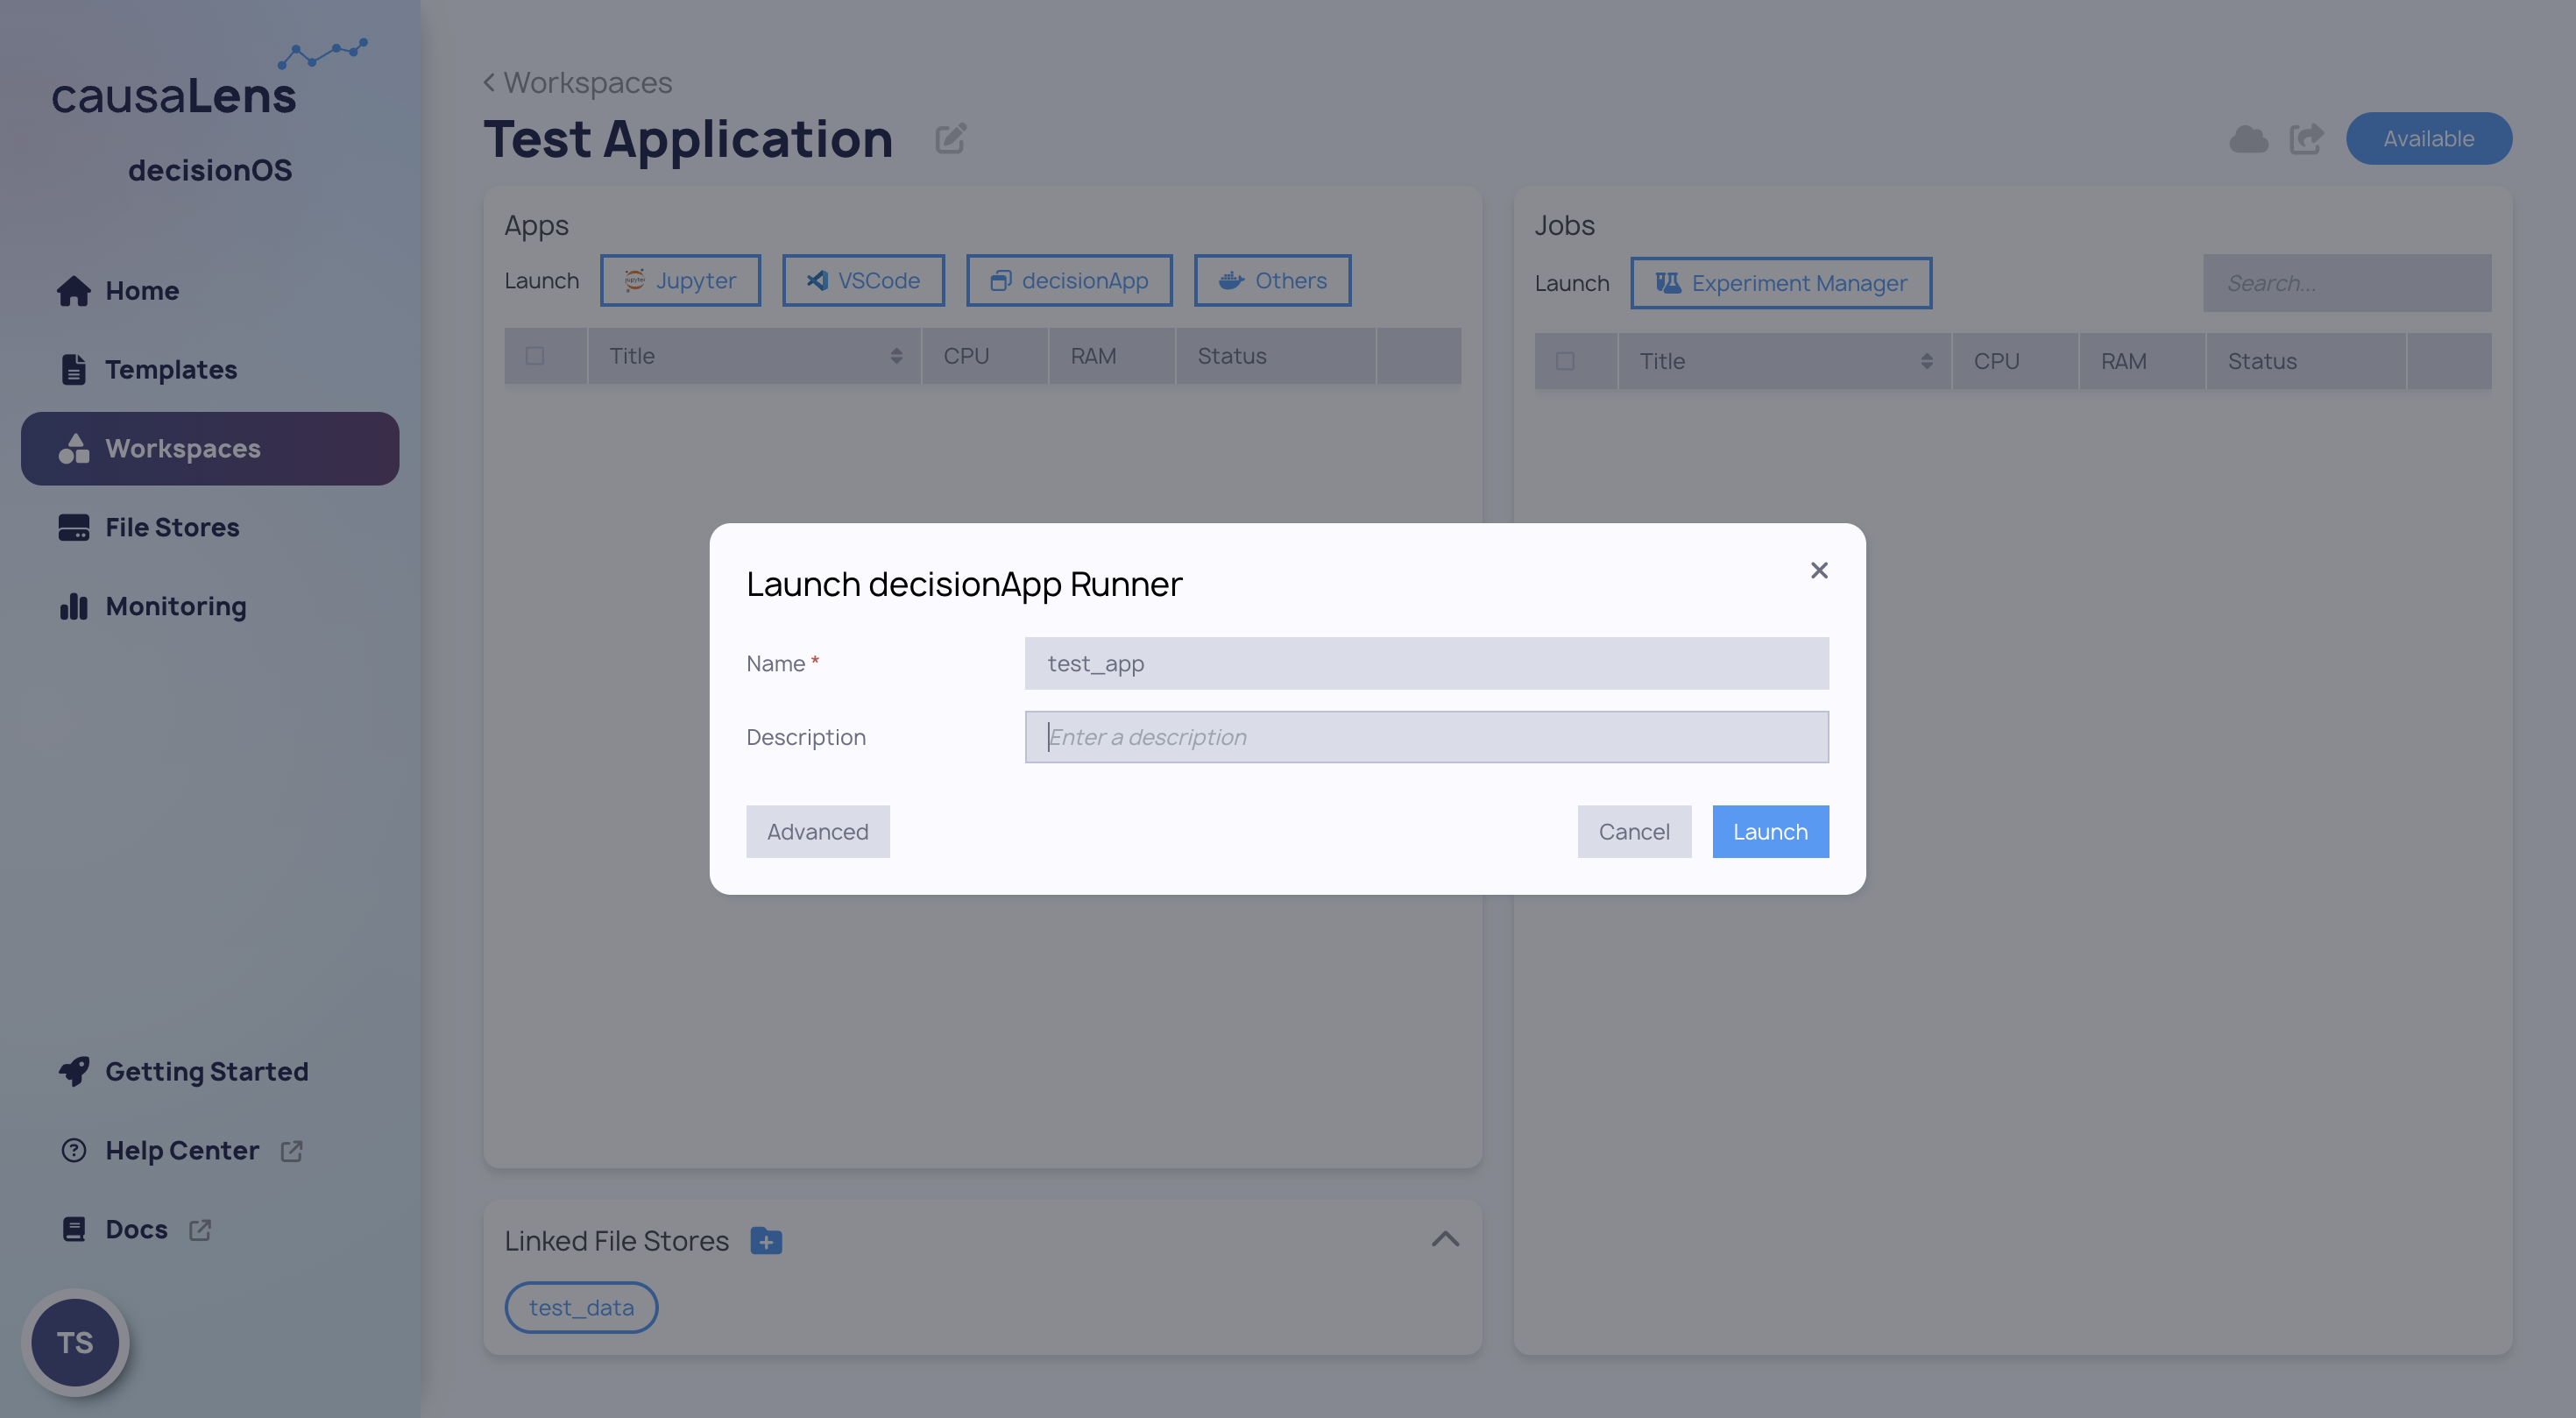 causaLens
decisionOS
Home
Templates
Workspaces
File Stores
Monitoring
Getting Started
Help Center
Docs
TS
Workspaces
Test Application
Available
Apps
Launch Jupyter VSCode decisionApp Others
Title CPU RAM Status
Jobs
Launch Experiment Manager Search...
Title CPU RAM Status
Launch decisionApp Runner
Name * test_app
Description Enter a description
Advanced Cancel Launch
Linked File Stores
test_data